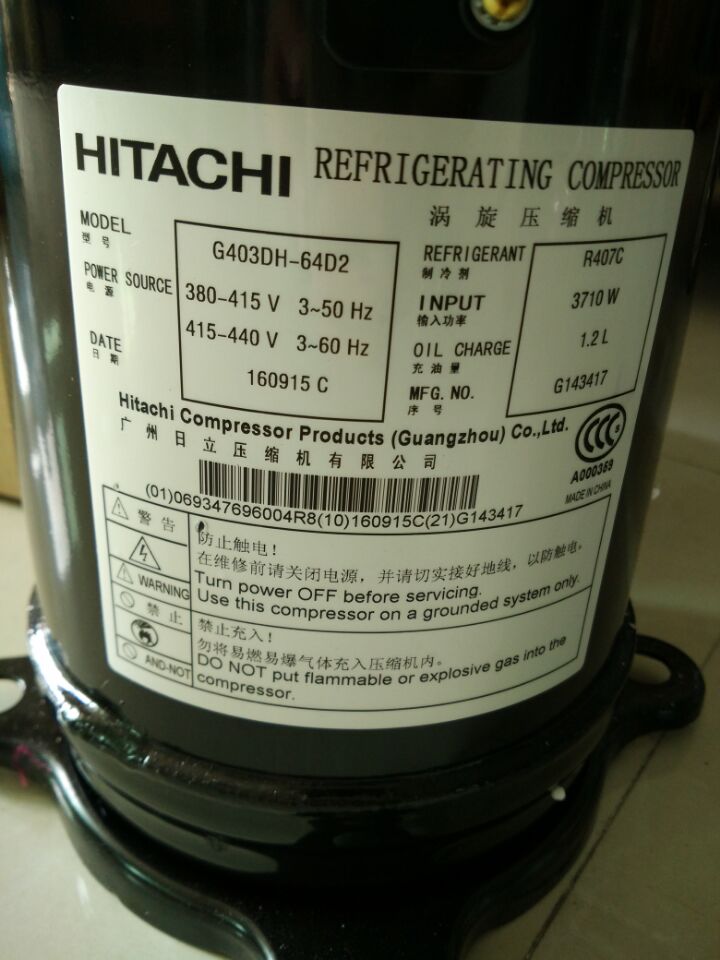 HITACHI REFRIGERATING COMPRESSOR
涡旋压缩机
MODEL G403DH-64D2
型号
POWER SOURCE 380-415 V 3~50 Hz
电源 415-440 V 3~60 Hz
DATE 160915 C
日期
REFRIGERANT R407C
制冷剂
INPUT 3710 W
输入功率
OIL CHARGE 1.2 L
充油量
MFG. NO. G143417
序号
Hitachi Compressor Products (Guangzhou) Co.,Ltd.
广州日立压缩机有限公司
CCC S
A000359
MADE IN CHINA
(01)069347696004R8(10)160915C(21)G143417
警告
WARNING
防止触电!
在维修前请关闭电源，并请切实接好地线，以防触电。
Turn power OFF before servicing.
Use this compressor on a grounded system only.
禁止
AND-NOT
禁止充入!
勿将易燃易爆气体充入压缩机内。
DO NOT put flammable or explosive gas into the
compressor.